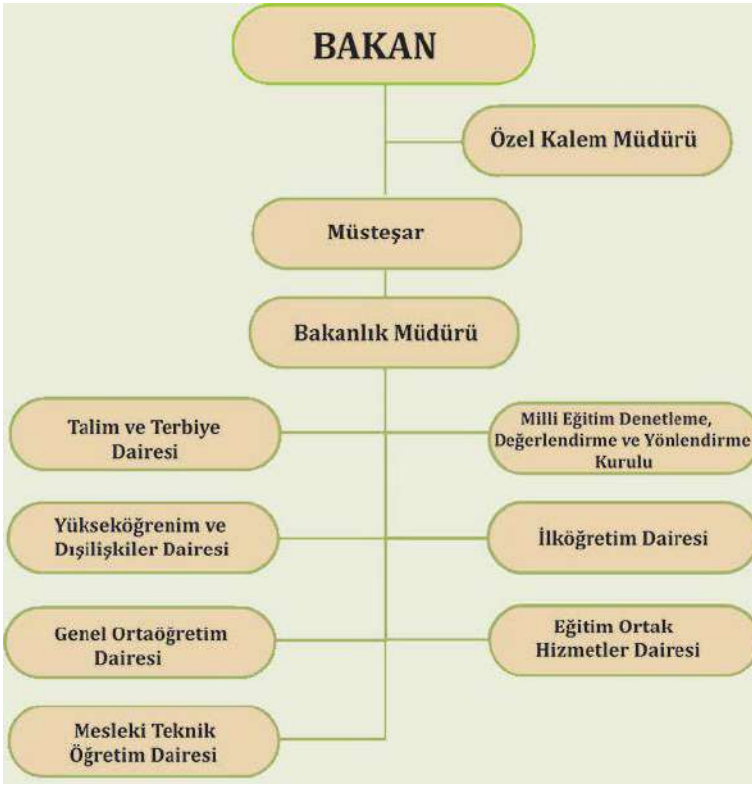 BAKAN
Özel Kalem Müdürü
Müsteşar
Bakanlık Müdürü
Talim ve Terbiye
Dairesi
Milli Eğitim Denetleme,
Değerlendirme ve Yönlendirme
Kurulu
Yükseköğrenim ve
Dışilişkiler Dairesi
İlköğretim Dairesi
Genel Ortaöğretim
Dairesi
Eğitim Ortak
Hizmetler Dairesi
Mesleki Teknik
Öğretim Dairesi